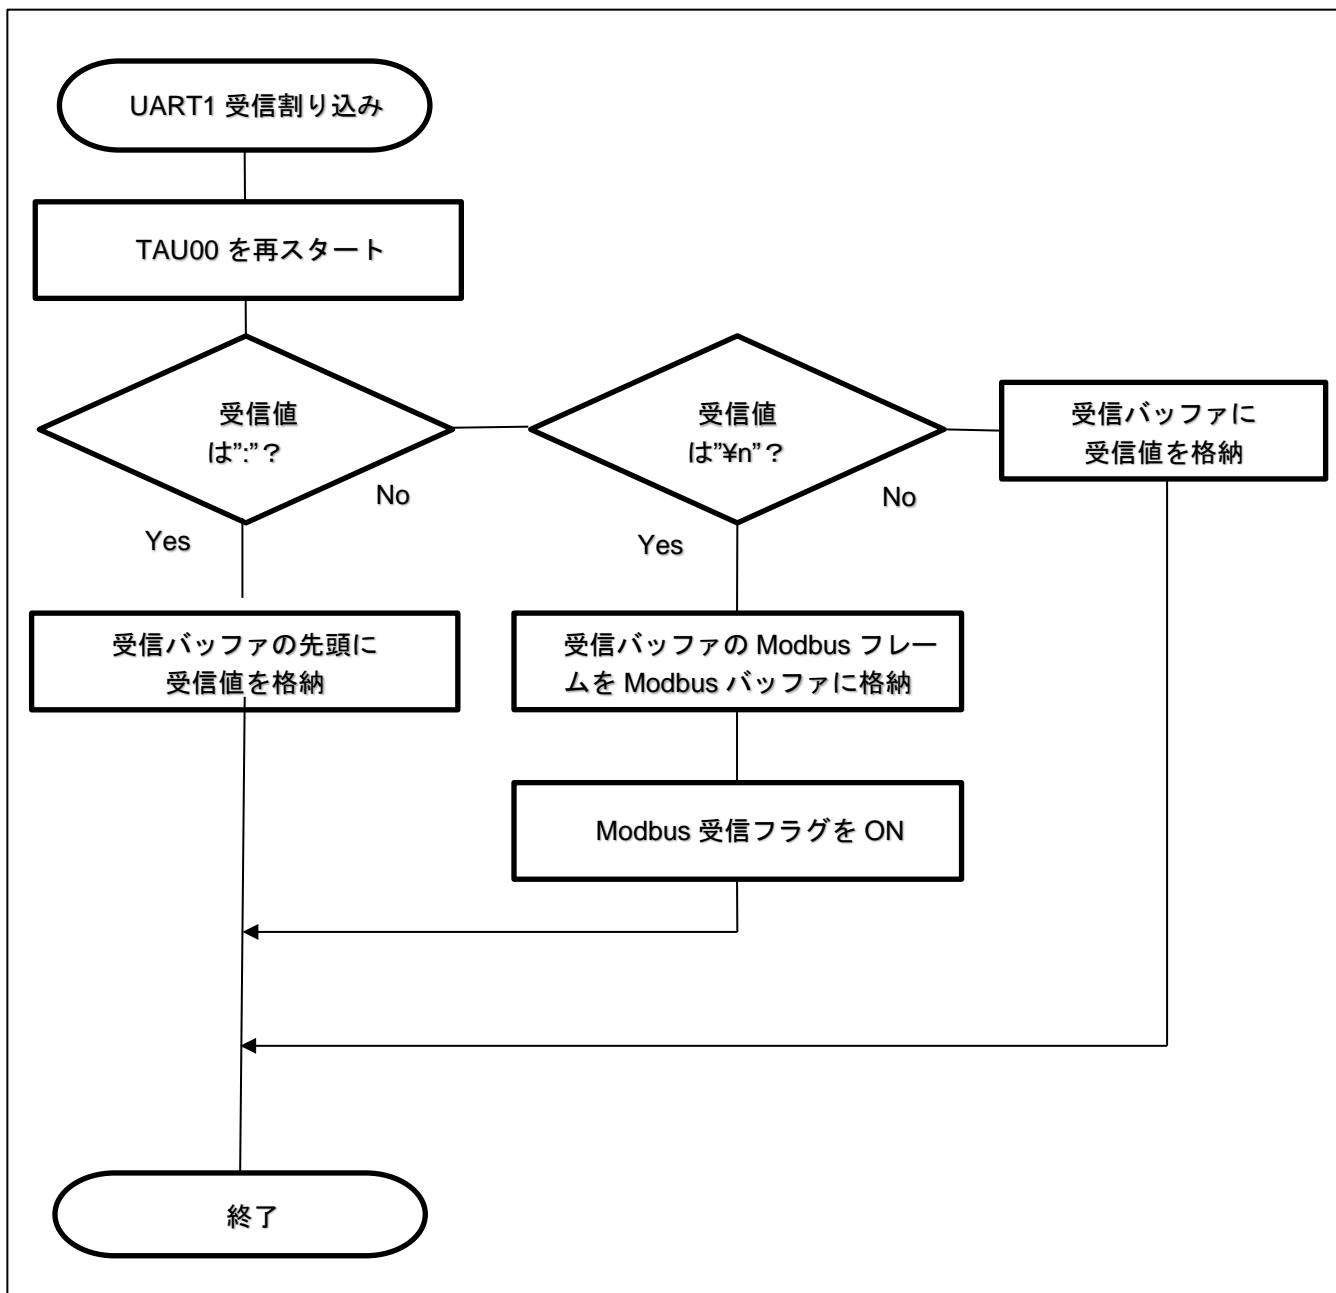 UART1 受信割り込み
TAU00 を再スタート
受信値
は”:”？
No
Yes
受信値
は”¥n”？
No
Yes
受信バッファに
受信値を格納
受信バッファの先頭に
受信値を格納
受信バッファの Modbus フレー
ムを Modbus バッファに格納
Modbus 受信フラグを ON
終了